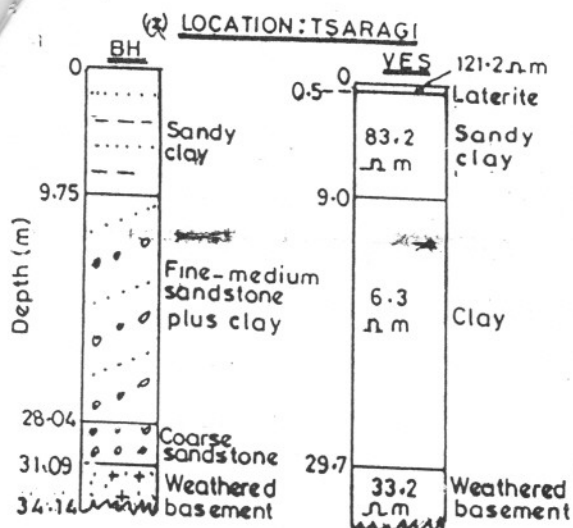 (3) LOCATION: TSARAGI
BH
0
Sandy
clay
9.75
Depth (m)
Fine-medium
sandstone
plus clay
28.04
Coarse
sandstone
31.09
Weathered
basement
34.14
VES
121.2 Ω m
0
0.5
Laterite
83.2
Ω m
Sandy
clay
9.0
6.3
Ω m
Clay
29.7
33.2
Ω m
Weathered
basement